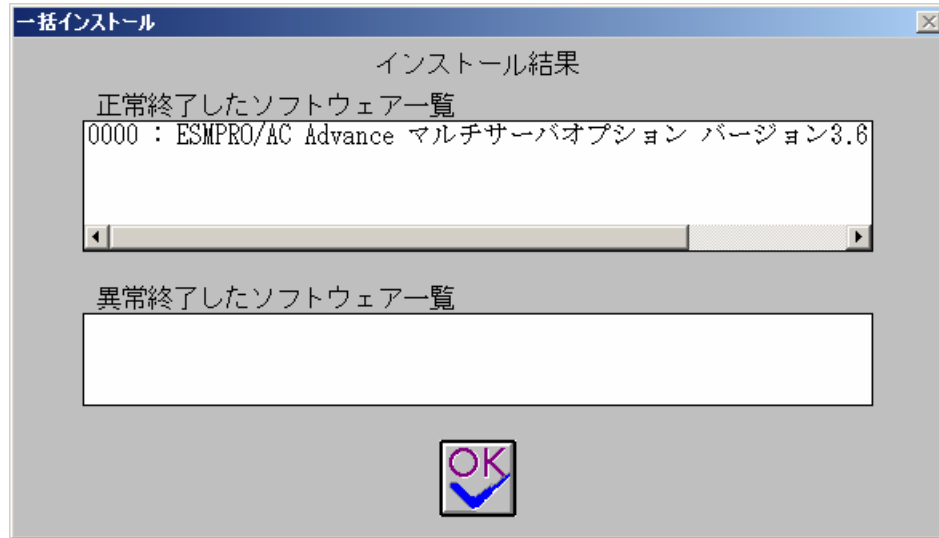 一括インストール
インストール結果
正常終了したソフトウェア一覧
0000 : ESMPRO/AC Advance マルチサーバオプション バージョン3.6
異常終了したソフトウェア一覧
OK